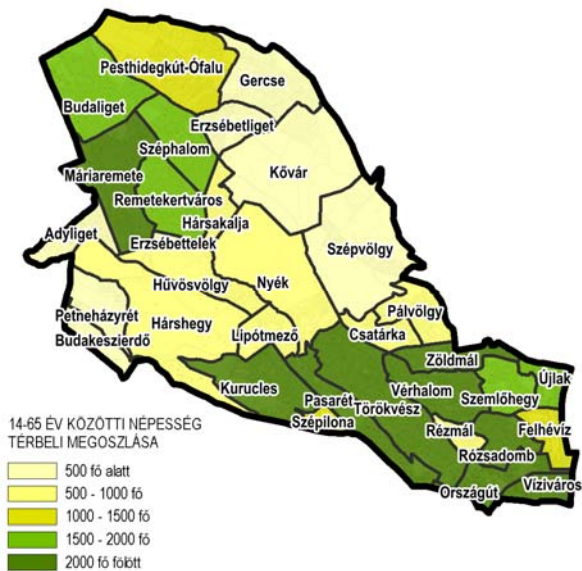 Pesthidegkút-Ófalu
Gercse
Budaliget
Erzsébetliget
Széphalom
Kővár
Máriaremete
Remetekertváros
Hársakalja
Adyliget
Erzsébettelek
Szépvölgy
Hűvösvölgy
Nyék
Petneházyrét
Hárshegy
Pálvölgy
Budakeszierdő
Lipótmező
Csatárka
Zöldmál
Kurucles
Pasarét
Vérhalom
Újlak
Szemlőhegy
Törökvész
Szépilona
Rézmál
Felhévíz
Rózsadomb
Országút
Víziváros
14-65 ÉV KÖZÖTTI NÉPESSÉG
TÉRBELI MEGOSZLÁSA
500 fő alatt
500 - 1000 fő
1000 - 1500 fő
1500 - 2000 fő
2000 fő fölött